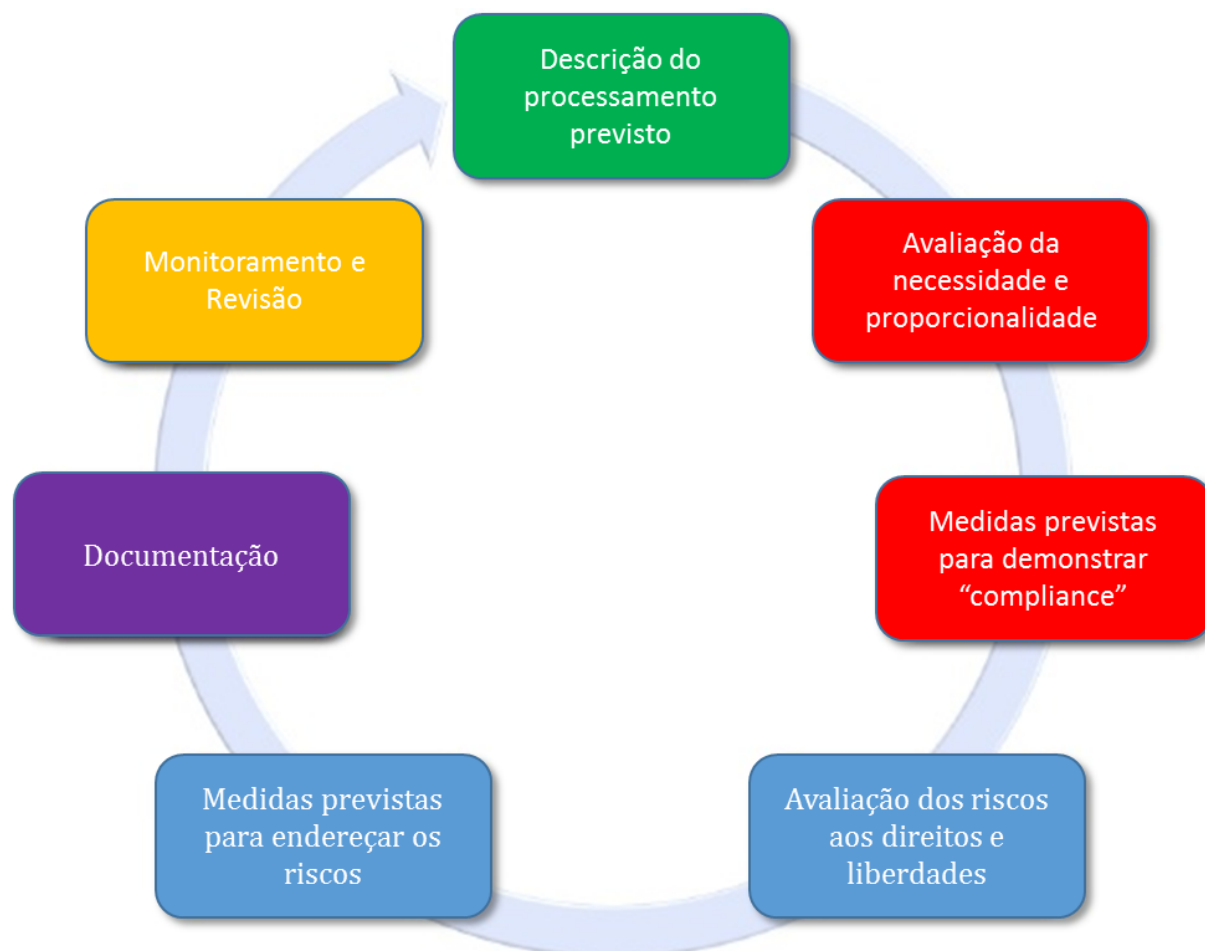 Descrição do
processamento
previsto
Avaliação da
necessidade e
proporcionalidade
Medidas previstas
para demonstrar
“compliance”
Avaliação dos riscos
aos direitos e
liberdades
Medidas previstas
para endereçar os
riscos
Documentação
Monitoramento e
Revisão